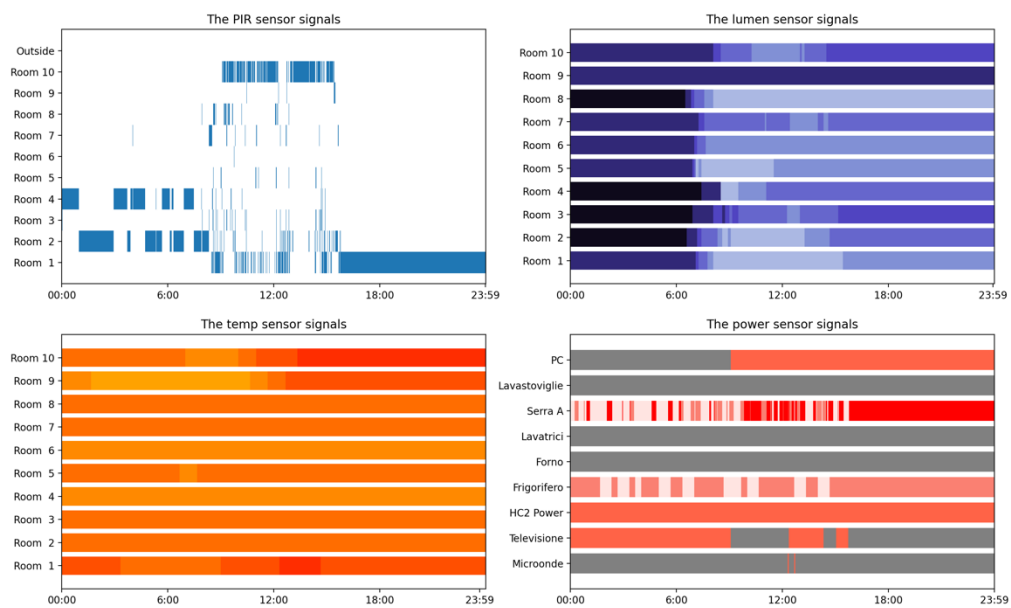 The PIR sensor signals
Outside
Room 10
Room 9
Room 8
Room 7
Room 6
Room 5
Room 4
Room 3
Room 2
Room 1
00:00 6:00 12:00 18:00 23:59
The lumen sensor signals
Room 10
Room 9
Room 8
Room 7
Room 6
Room 5
Room 4
Room 3
Room 2
Room 1
00:00 6:00 12:00 18:00 23:59
The temp sensor signals
Room 10
Room 9
Room 8
Room 7
Room 6
Room 5
Room 4
Room 3
Room 2
Room 1
00:00 6:00 12:00 18:00 23:59
The power sensor signals
PC
Lavastoviglie
Serra A
Lavatrici
Forno
Frigorifero
HC2 Power
Televisione
Microonde
00:00 6:00 12:00 18:00 23:59